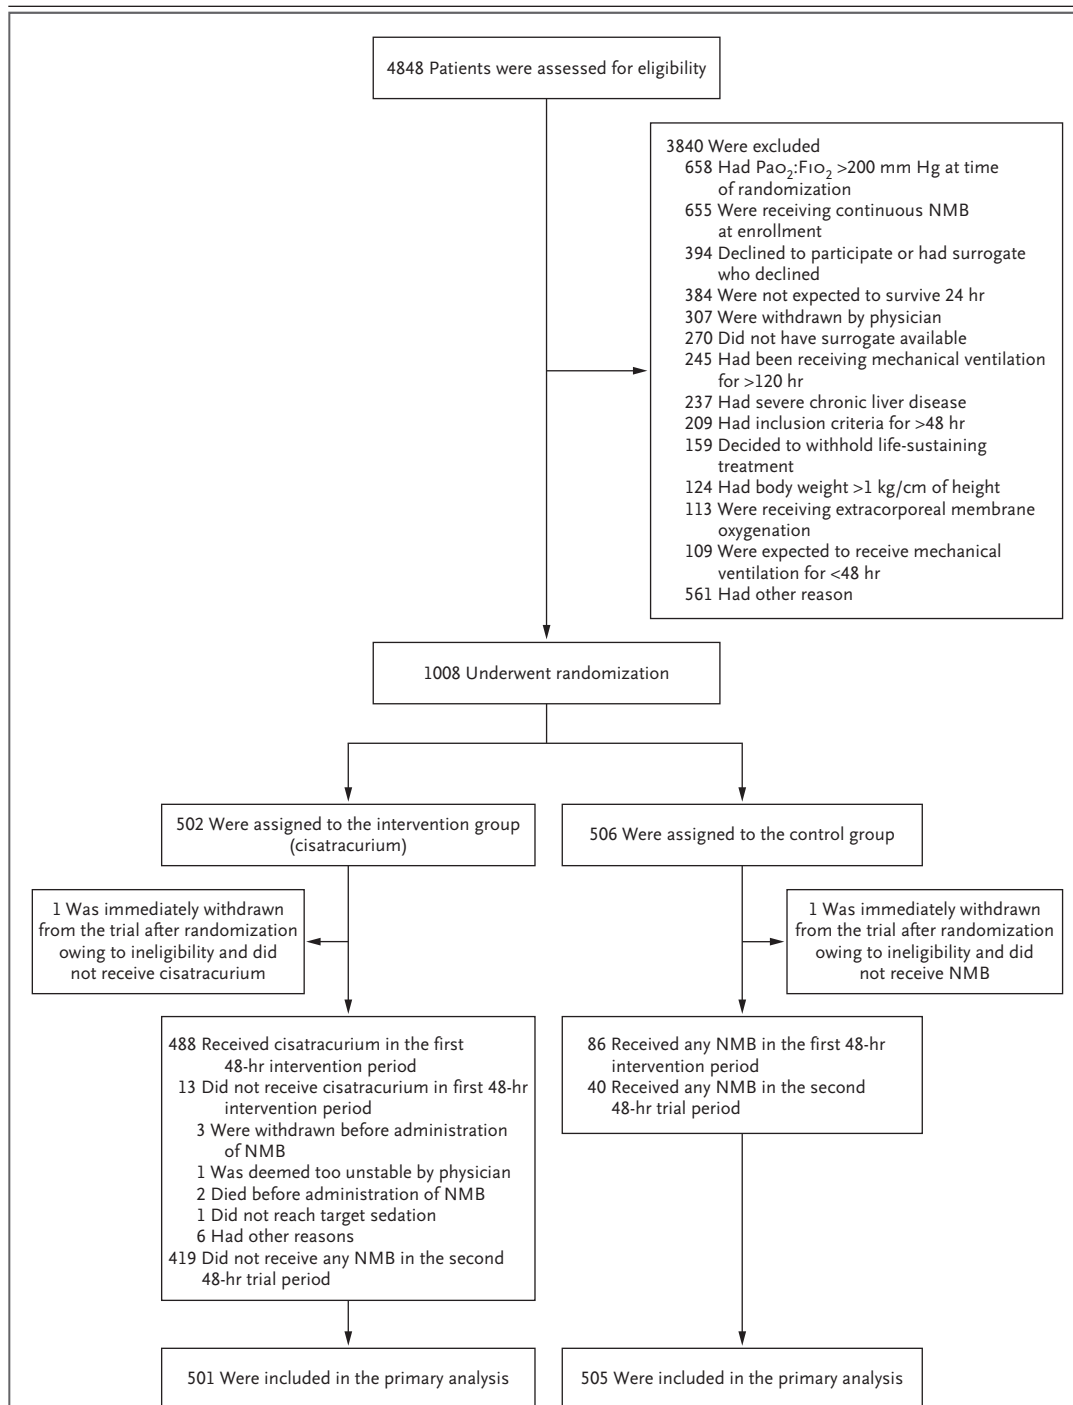 4848 Patients were assessed for eligibility
3840 Were excluded
658 Had Pao₂:Fio₂ >200 mm Hg at time
of randomization
655 Were receiving continuous NMB
at enrollment
394 Declined to participate or had surrogate
who declined
384 Were not expected to survive 24 hr
307 Were withdrawn by physician
270 Did not have surrogate available
245 Had been receiving mechanical ventilation
for >120 hr
237 Had severe chronic liver disease
209 Had inclusion criteria for >48 hr
159 Decided to withhold life-sustaining
treatment
124 Had body weight >1 kg/cm of height
113 Were receiving extracorporeal membrane
oxygenation
109 Were expected to receive mechanical
ventilation for <48 hr
561 Had other reason
1008 Underwent randomization
502 Were assigned to the intervention group
(cisatracurium)
506 Were assigned to the control group
1 Was immediately withdrawn
from the trial after randomization
owing to ineligibility and did
not receive cisatracurium
1 Was immediately withdrawn
from the trial after randomization
owing to ineligibility and did
not receive NMB
488 Received cisatracurium in the first
48-hr intervention period
13 Did not receive cisatracurium in first 48-hr
intervention period
3 Were withdrawn before administration
of NMB
1 Was deemed too unstable by physician
2 Died before administration of NMB
1 Did not reach target sedation
6 Had other reasons
419 Did not receive any NMB in the second
48-hr trial period
86 Received any NMB in the first 48-hr
intervention period
40 Received any NMB in the second
48-hr trial period
501 Were included in the primary analysis
505 Were included in the primary analysis